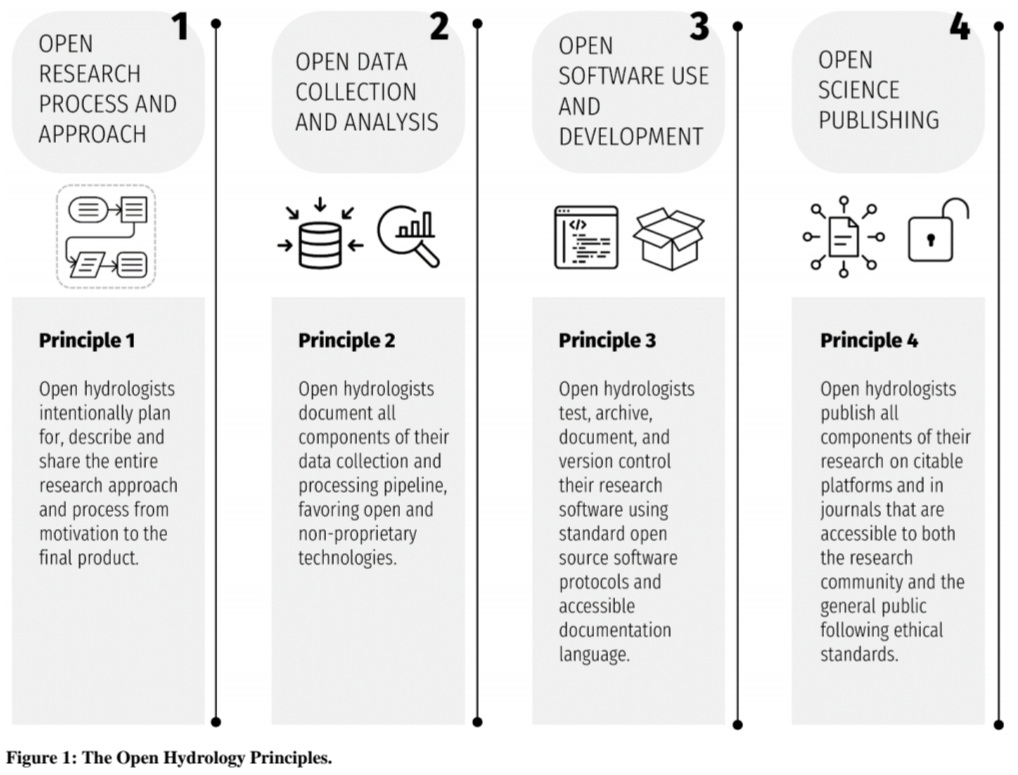 1
OPEN
RESEARCH
PROCESS AND
APPROACH
Principle 1
Open hydrologists
intentionally plan
for, describe and
share the entire
research approach
and process from
motivation to the
final product.
2
OPEN DATA
COLLECTION
AND ANALYSIS
Principle 2
Open hydrologists
document all
components of their
data collection and
processing pipeline,
favoring open and
non-proprietary
technologies.
3
OPEN
SOFTWARE USE
AND
DEVELOPMENT
</>
Principle 3
Open hydrologists
test, archive,
document, and
version control
their research
software using
standard open
source software
protocols and
accessible
documentation
language.
4
OPEN
SCIENCE
PUBLISHING
Principle 4
Open hydrologists
publish all
components of their
research on citable
platforms and in
journals that are
accessible to both
the research
community and the
general public
following ethical
standards.
Figure 1: The Open Hydrology Principles.